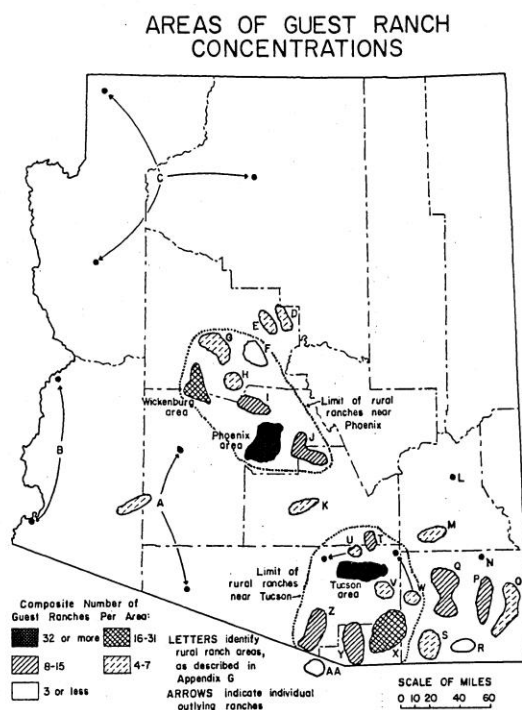 AREAS OF GUEST RANCH
CONCENTRATIONS
C
D
E
G
F
H
Wickenburg
area
I
Limit of rural
ranches near
Phoenix
Phoenix
area
J
B
L
A
K
M
U
T
Limit of
rural ranches
near Tucson
Tucson
area
V
W
Q
N
P
O
Z
Y
X
S
R
AA
Composite Number of
Guest Ranches Per Area:
32 or more
16-31
8-15
4-7
3 or less
LETTERS identify
rural ranch areas,
as described in
Appendix G
ARROWS indicate individual
outlying ranches
SCALE OF MILES
0 10 20 40 60